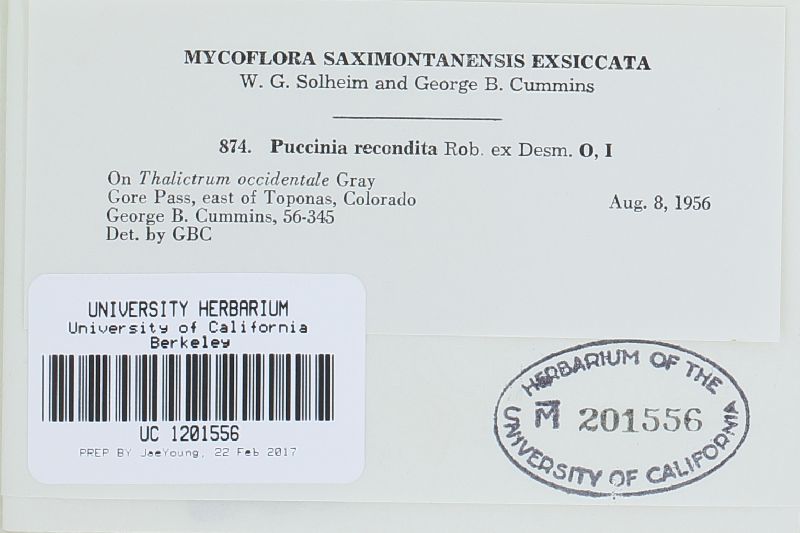 MYCOFLORA SAXIMONTANENSIS EXSICCATA
W. G. Solheim and George B. Cummins
874. Puccinia recondita Rob. ex Desm. O, I
On Thalictrum occidentale Gray
Gore Pass, east of Toponas, Colorado
Aug. 8, 1956
George B. Cummins, 56-345
Det. by GBC
UNIVERSITY HERBARIUM
University of California
Berkeley
UC 1201556
PREP BY JaeYoung, 22 Feb 2017
HERBARIUM OF THE
M̅ 201556
UNIVERSITY OF CALIFORNIA